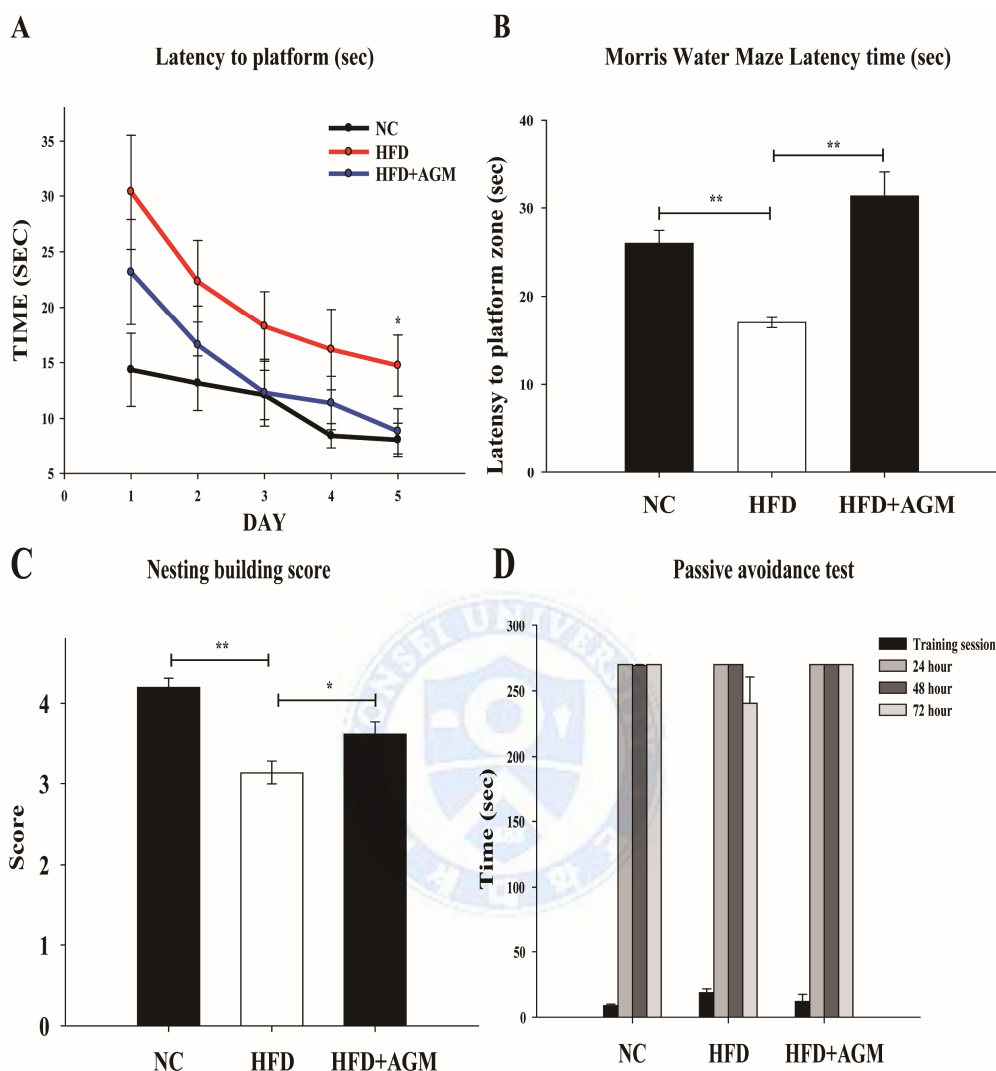 A
Latency to platform (sec)
NC
HFD
HFD+AGM
TIME (SEC)
35
30
25
20
15
10
5
0 1 2 3 4 5
*
DAY
B
Morris Water Maze Latency time (sec)
Latensy to platform zone (sec)
40
30
20
10
0
**
**
NC HFD HFD+AGM
C
Nesting building score
Score
4
3
2
1
0
**
*
NC HFD HFD+AGM
D
Passive avoidance test
Time (sec)
300
250
200
150
100
50
0
Training session
24 hour
48 hour
72 hour
NC HFD HFD+AGM